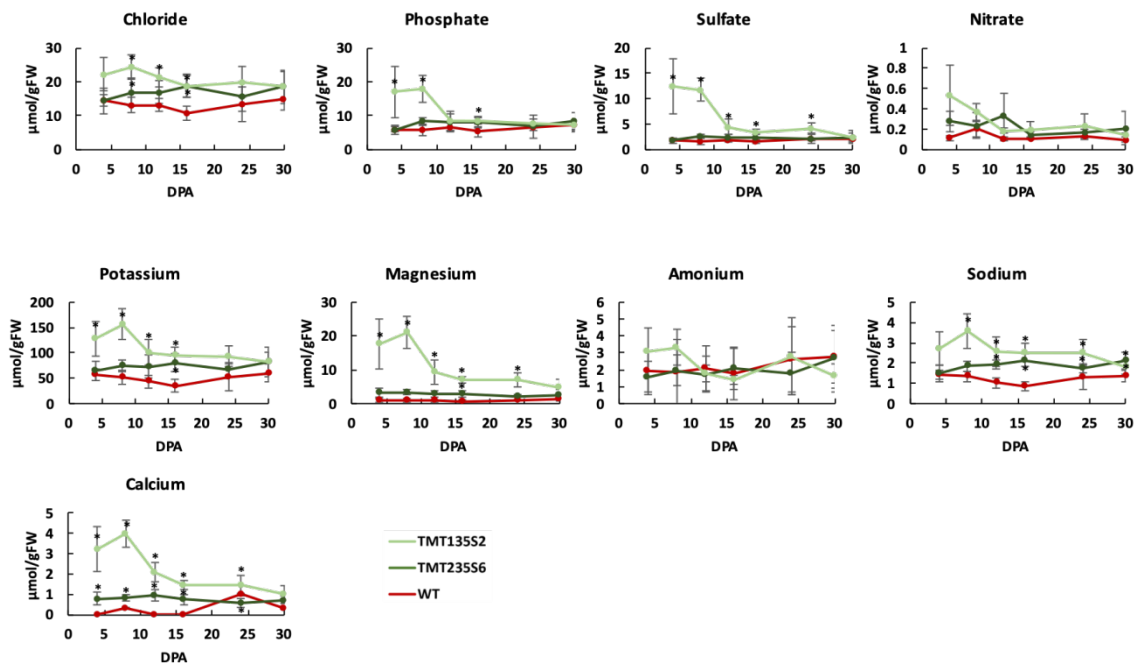 Chloride
µmol/gFW
30
20
10
0
0 5 10 15 20 25 30
DPA
Phosphate
µmol/gFW
30
20
10
0
0 5 10 15 20 25 30
DPA
Sulfate
µmol/gFW
20
15
10
5
0
0 5 10 15 20 25 30
DPA
Nitrate
µmol/gFW
1
0.8
0.6
0.4
0.2
0
0 5 10 15 20 25 30
DPA
Potassium
µmol/gFW
200
150
100
50
0
0 5 10 15 20 25 30
DPA
Magnesium
µmol/gFW
30
20
10
0
0 5 10 15 20 25 30
DPA
Amonium
µmol/gFW
6
5
4
3
2
1
0
0 5 10 15 20 25 30
DPA
Sodium
µmol/gFW
5
4
3
2
1
0
0 5 10 15 20 25 30
DPA
Calcium
µmol/gFW
5
4
3
2
1
0
0 5 10 15 20 25 30
DPA
TMT135S2
TMT235S6
WT